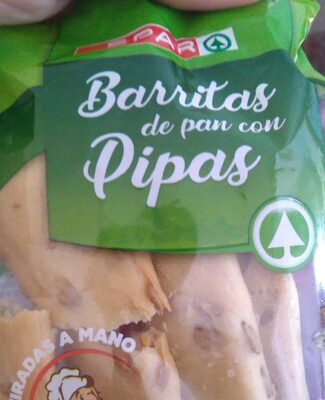 SPAR
Barritas
de pan con
Pipas
A MANO